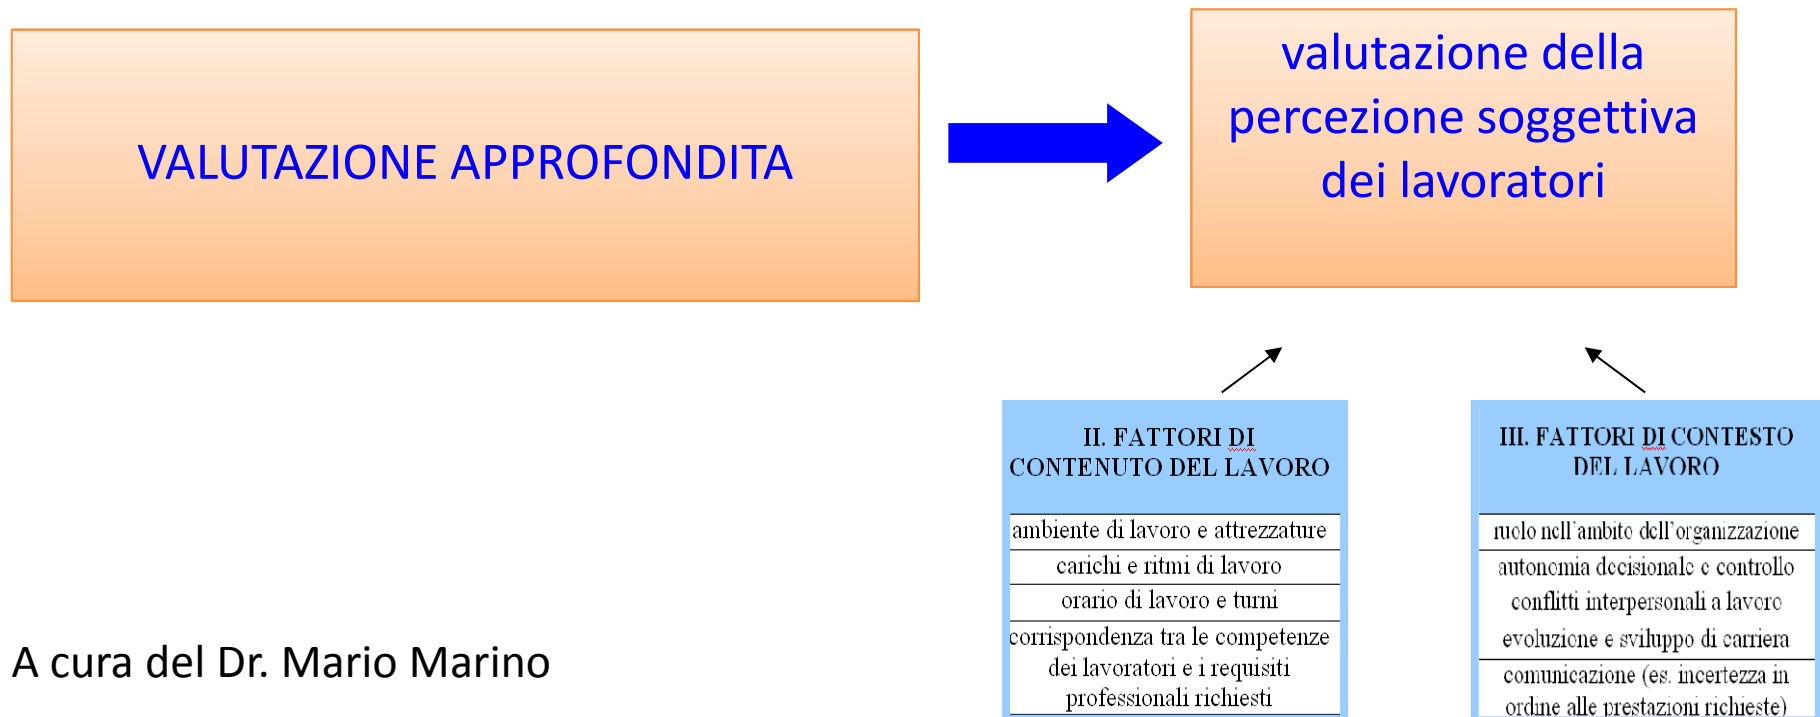 VALUTAZIONE APPROFONDITA
valutazione della
percezione soggettiva
dei lavoratori
II. FATTORI DI
CONTENUTO DEL LAVORO
ambiente di lavoro e attrezzature
carichi e ritmi di lavoro
orario di lavoro e turni
corrispondenza tra le competenze
dei lavoratori e i requisiti
professionali richiesti
III. FATTORI DI CONTESTO
DEL LAVORO
ruolo nell'ambito dell'organizzazione
autonomia decisionale e controllo
conflitti interpersonali a lavoro
evoluzione e sviluppo di carriera
comunicazione (es. incertezza in
ordine alle prestazioni richieste)
A cura del Dr. Mario Marino